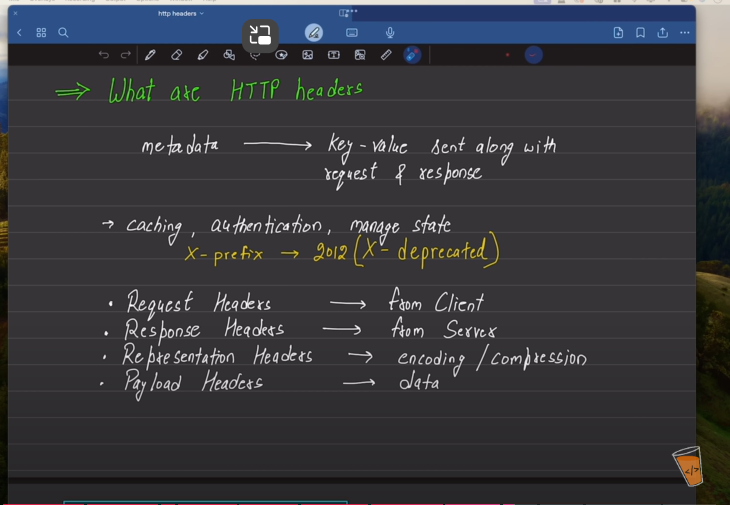 http headers
⇒ What are HTTP headers
metadata → key-value sent along with
request & response
→ caching, authentication, manage state
X-prefix → 2012 (X-deprecated)
• Request Headers → from Client
• Response Headers → from Server
• Representation Headers → encoding/compression
• Payload Headers → data
</>